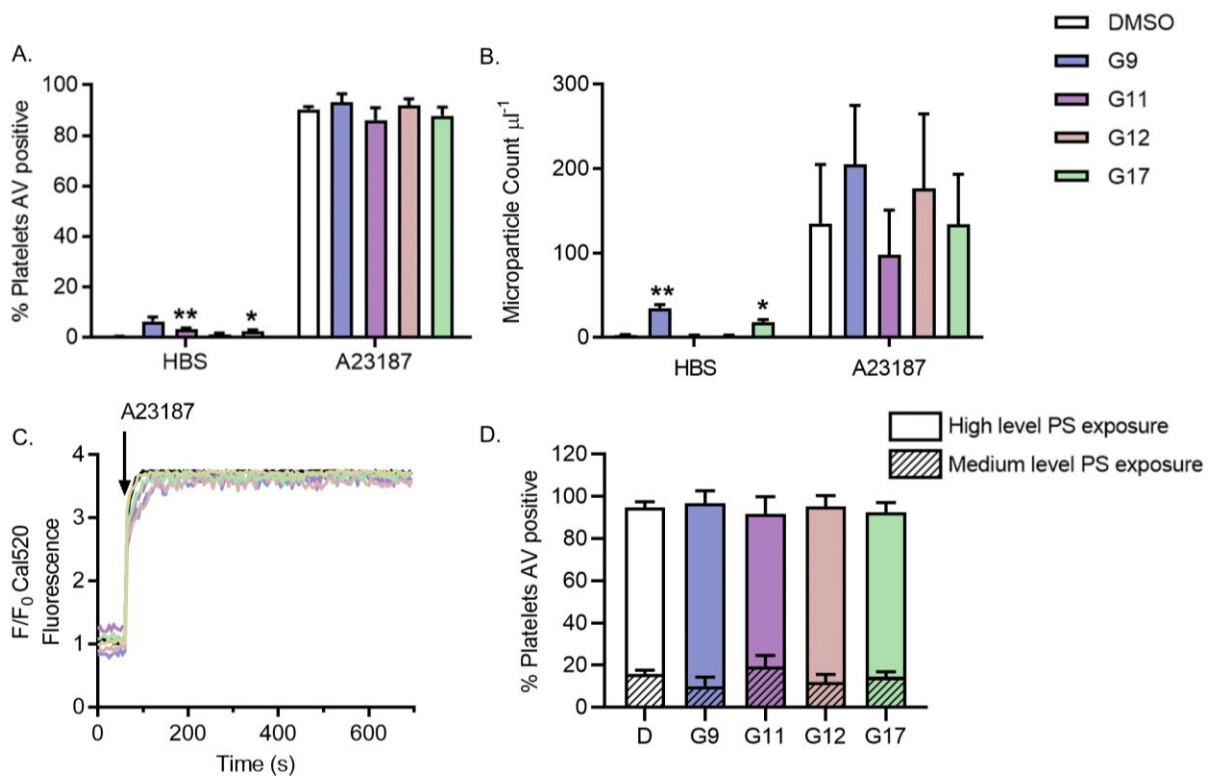 DMSO
G9
G11
G12
G17
A.
% Platelets AV positive
100
80
60
40
20
0
**
*
HBS
A23187
B.
Microparticle Count µl⁻¹
300
200
100
0
**
*
HBS
A23187
C.
A23187
F/F₀ Cal520
Fluorescence
4
3
2
1
0
0
200
400
600
Time (s)
D.
High level PS exposure
Medium level PS exposure
% Platelets AV positive
120
100
80
60
40
20
0
D
G9
G11
G12
G17